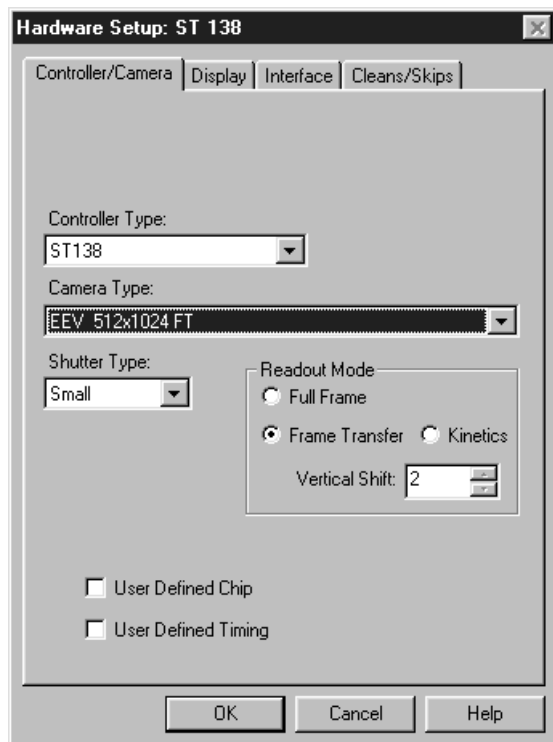 Hardware Setup: ST 138
Controller/Camera Display Interface Cleans/Skips
Controller Type:
ST138
Camera Type:
EEV 512x1024 FT
Shutter Type:
Small
Readout Mode
Full Frame
Frame Transfer Kinetics
Vertical Shift: 2
User Defined Chip
User Defined Timing
OK Cancel Help